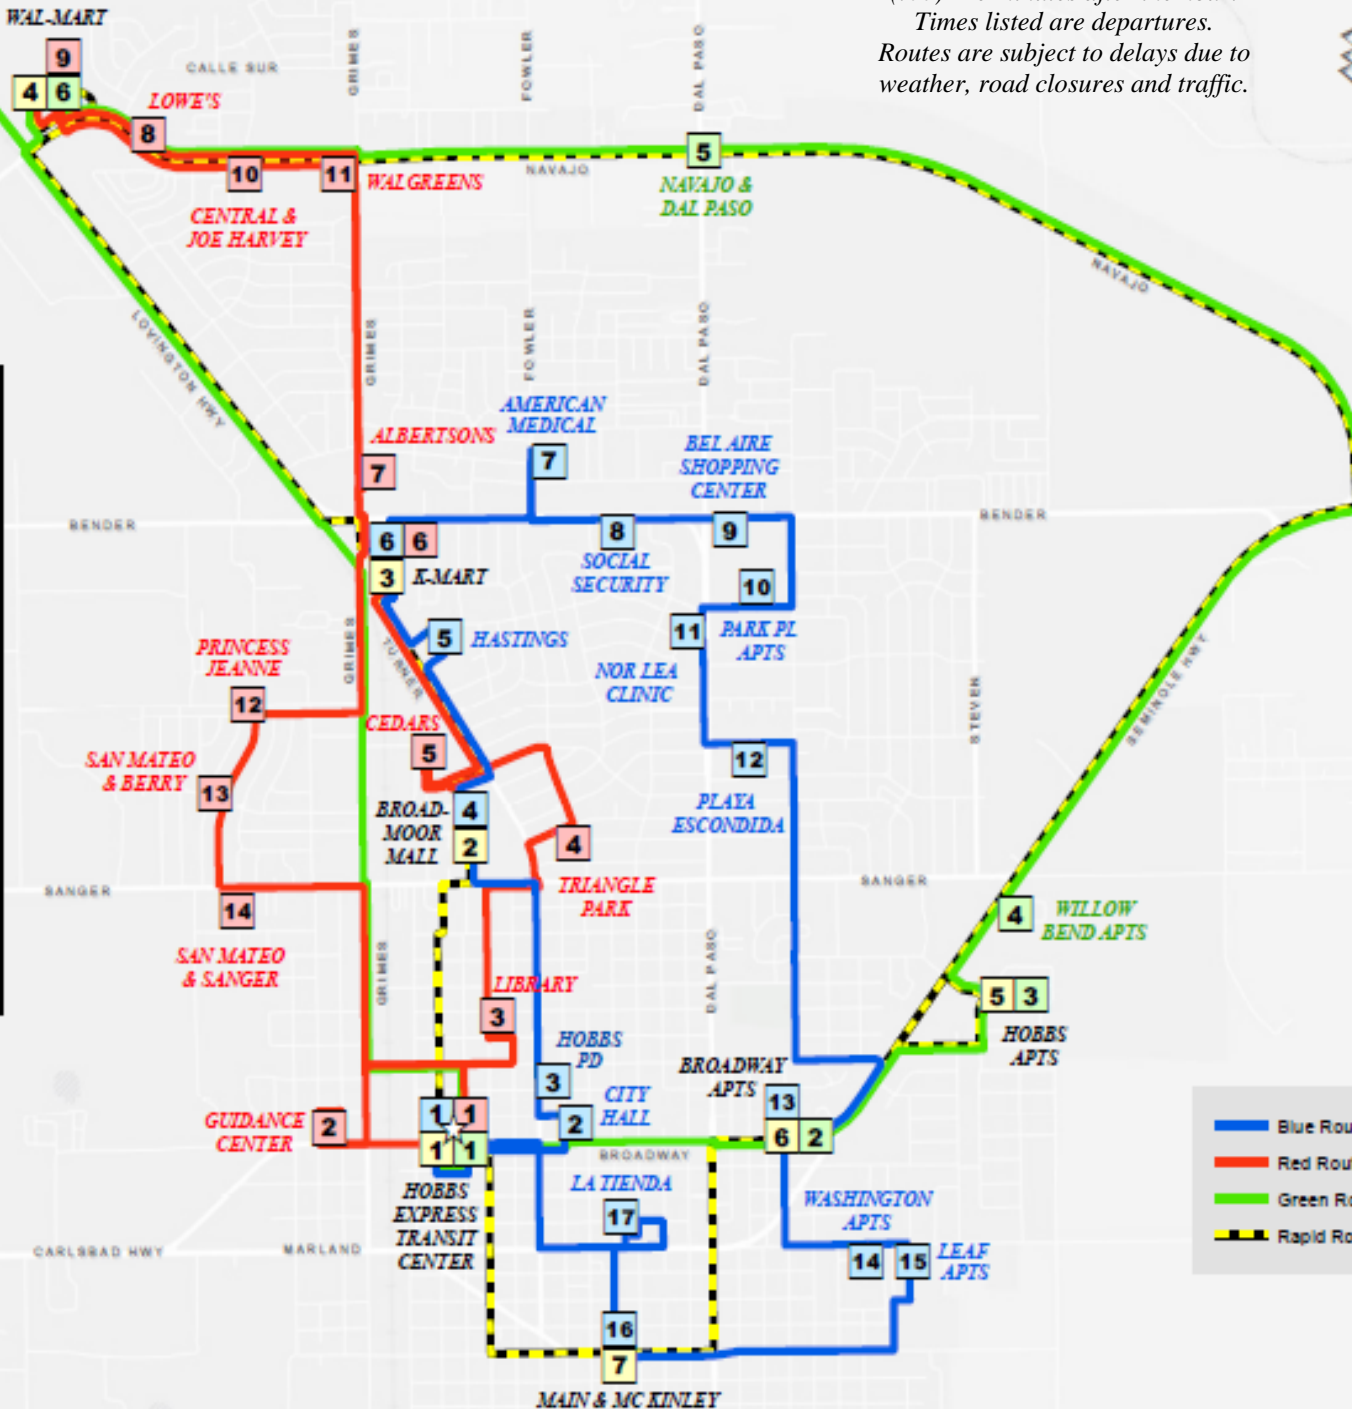 Times listed are departures.
Routes are subject to delays due to
weather, road closures and traffic.
WAL-MART
9
4 6
CALLE SUR
GRIMES
FOWLER
DAL PASO
LOWE'S
8
10
11
WALGREENS
CENTRAL &
JOE HARVEY
NAVAJO
5
NAVAJO &
DAL PASO
NAVAJO
LOVINGTON HWY
GRIMES
FOWLER
DAL PASO
ALBERTSONS
7
AMERICAN
MEDICAL
7
BEL AIRE
SHOPPING
CENTER
BENDER
BENDER
6 6
3
K-MART
8
SOCIAL
SECURITY
9
10
PARK PL
APTS
11
NOR LEA
CLINIC
5
HASTINGS
TURNER
GRIMES
PRINCESS
JEANNE
12
CEDARS
5
SAN MATEO
& BERRY
13
BROAD-
MOOR
MALL
4
2
4
TRIANGLE
PARK
12
PLAYA
ESCONDIDA
STEVEN
SEMINOLE HWY
SANGER
SANGER
14
SAN MATEO
& SANGER
GRIMES
LIBRARY
3
DAL PASO
4
WILLOW
BEND APTS
5 3
HOBBS
APTS
HOBBS
PD
3
CITY
HALL
2
BROADWAY
APTS
13
6 2
GUIDANCE
CENTER
2
1 1
1 1
HOBBS
EXPRESS
TRANSIT
CENTER
BROADWAY
LA TIENDA
17
WASHINGTON
APTS
14
15
LEAF
APTS
CARLSBAD HWY
MARLAND
16
7
MAIN & MC KINLEY
Blue Rou
Red Rou
Green Ro
Rapid Ro